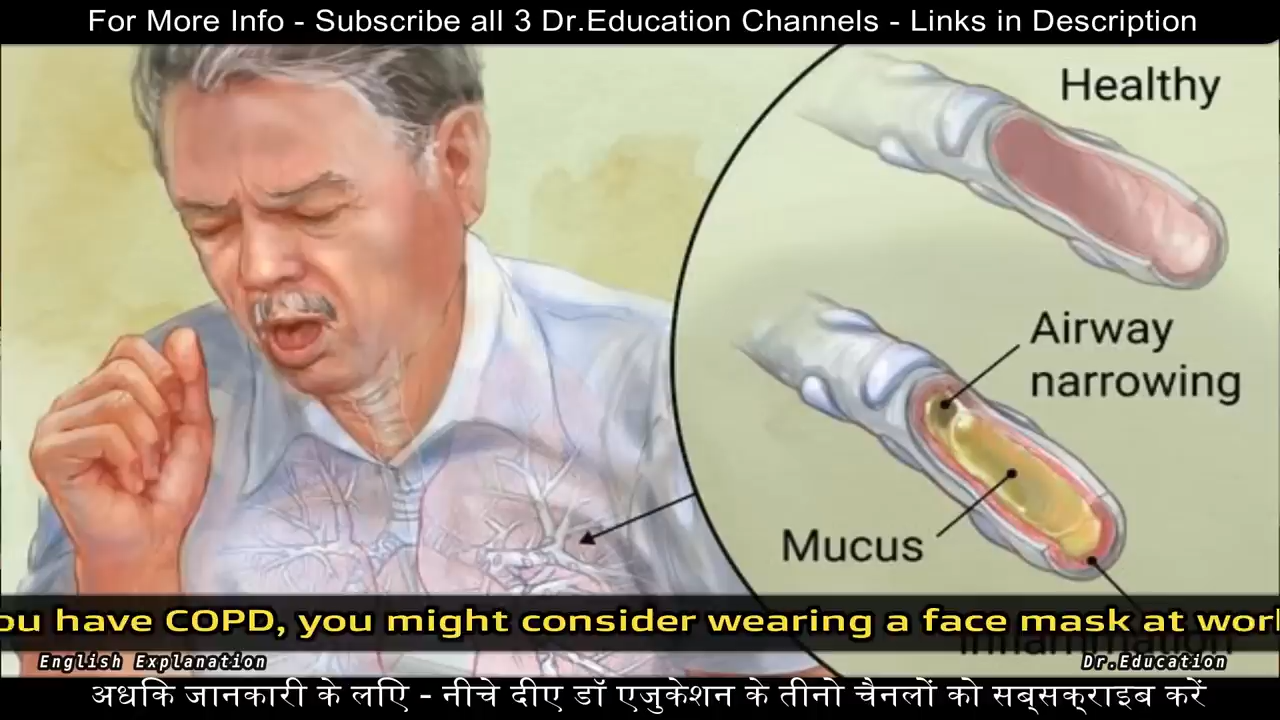 For More Info - Subscribe all 3 Dr.Education Channels - Links in Description
Healthy
Airway
narrowing
Mucus
Inflammation
have COPD, you might consider wearing a face mask at
English Explanation
Dr.Education
अधकि जानकारी के लएि - नीचे दीए डॉ एजुकेशन के तीनो चैनलों को सब्सक्राइब करें